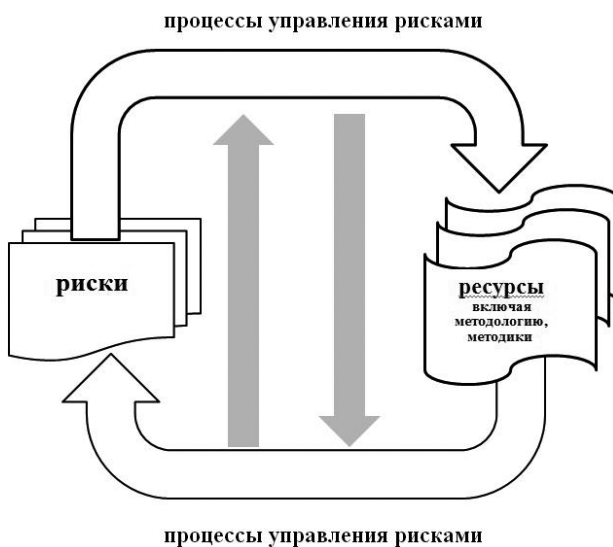 процессы управления рисками
риски
ресурсы
включая
методологию,
методики
процессы управления рисками